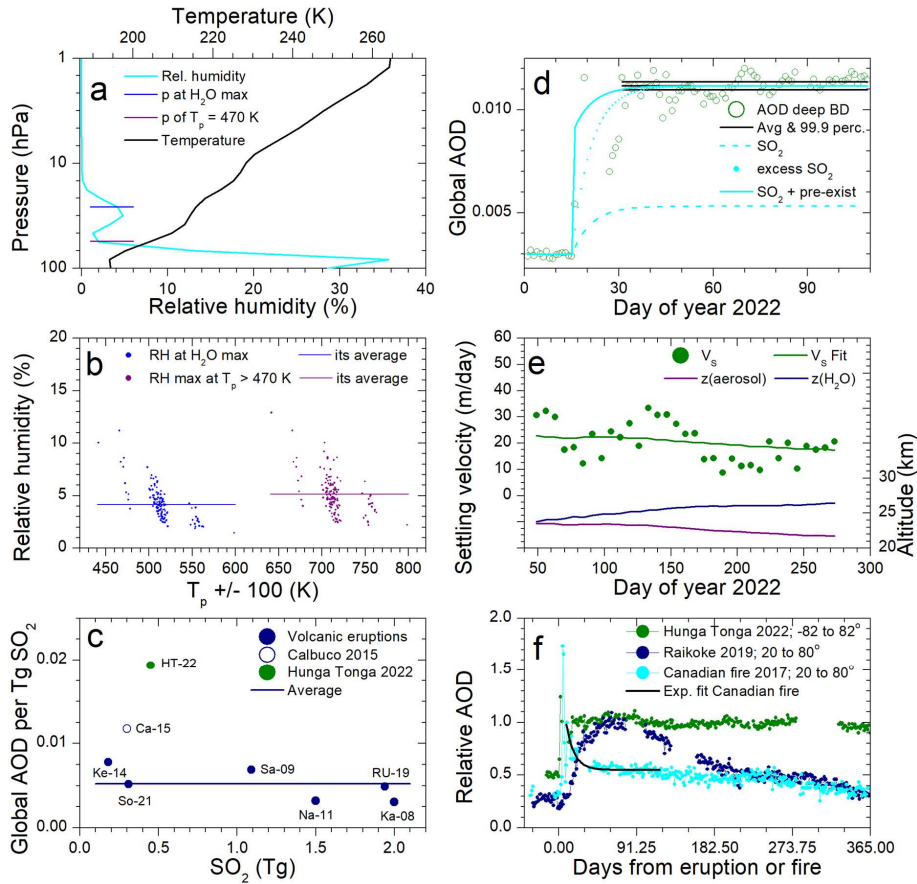 Temperature (K)
200 220 240 260
a
Rel. humidity
p at H2O max
p of Tp = 470 K
Temperature
Pressure (hPa)
1
10
100
0 10 20 30 40
Relative humidity (%)
d
AOD deep BD
Avg & 99.9 perc.
SO2
excess SO2
SO2 + pre-exist
Global AOD
0.010
0.005
0 30 60 90
Day of year 2022
b
RH at H2O max
its average
RH max at Tp > 470 K
its average
Relative humidity (%)
20
15
10
5
0
450 500 550 600 650 700 750 800
Tp +/- 100 (K)
e
Vs
Vs Fit
z(aerosol)
z(H2O)
Settling velocity (m/day)
60
50
40
30
20
10
0
Altitude (km)
30
25
20
50 100 150 200 250 300
Day of year 2022
c
Volcanic eruptions
Calbuco 2015
Hunga Tonga 2022
Average
HT-22
Ca-15
Ke-14
So-21
Sa-09
RU-19
Na-11
Ka-08
Global AOD per Tg SO2
0.02
0.01
0.00
0.0 0.5 1.0 1.5 2.0
SO2 (Tg)
f
Hunga Tonga 2022; -82 to 82°
Raikoke 2019; 20 to 80°
Canadian fire 2017; 20 to 80°
Exp. fit Canadian fire
Relative AOD
2.0
1.5
1.0
0.5
0.0
0.00 91.25 182.50 273.75 365.00
Days from eruption or fire